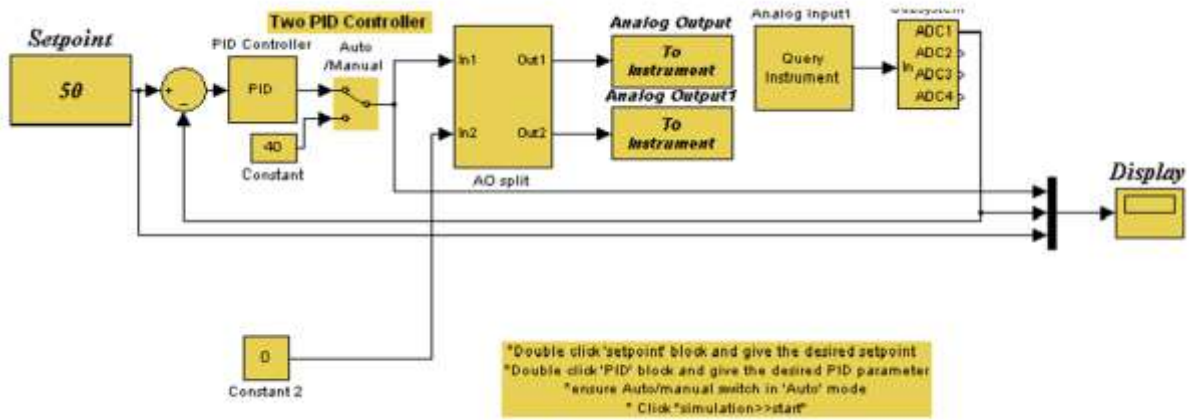 Two PID Controller
Setpoint
50
+
−
PID Controller
PID
Auto
/Manual
40
Constant
In1
In2
Out1
Out2
AO split
Analog Output
To
Instrument
Analog Output1
To
Instrument
Analog Input1
Query
Instrument
In
ADC1
ADC2
ADC3
ADC4
Display
0
Constant 2
"Double click 'setpoint' block and give the desired setpoint
"Double click 'PID' block and give the desired PID parameter
"ensure Auto/manual switch in 'Auto' mode
" Click "simulation>>start"